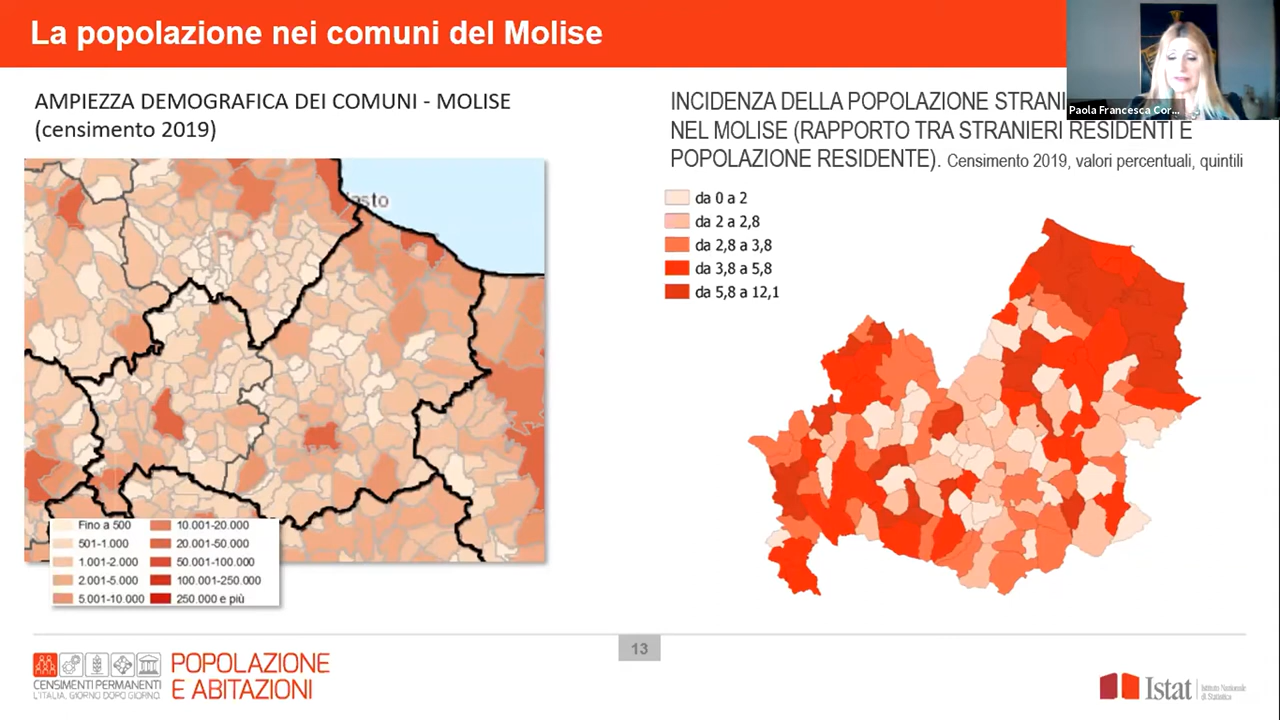 La popolazione nei comuni del Molise
Paola Francesca Cor...
AMPIEZZA DEMOGRAFICA DEI COMUNI - MOLISE
(censimento 2019)
asto
Fino a 500
501-1.000
1.001-2.000
2.001-5.000
5.001-10.000
10.001-20.000
20.001-50.000
50.001-100.000
100.001-250.000
250.000 e più
INCIDENZA DELLA POPOLAZIONE STRANI
NEL MOLISE (RAPPORTO TRA STRANIERI RESIDENTI E
POPOLAZIONE RESIDENTE). Censimento 2019, valori percentuali, quintili
da 0 a 2
da 2 a 2,8
da 2,8 a 3,8
da 3,8 a 5,8
da 5,8 a 12,1
13
CENSIMENTI PERMANENTI
L'ITALIA, GIORNO DOPO GIORNO
POPOLAZIONE
E ABITAZIONI
Istat
Istituto Nazionale
di Statistica